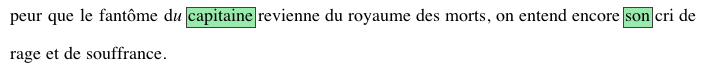 peur que le fantôme du capitaine revienne du royaume des morts, on entend encore son cri de
rage et de souffrance.